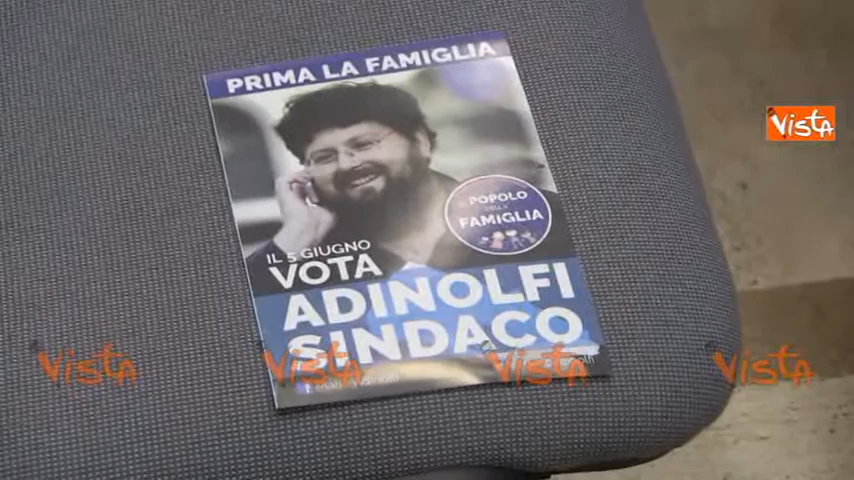 PRIMA LA FAMIGLIA
VISTA
POPOLO
DELLA
FAMIGLIA
IL 5 GIUGNO
VOTA
ADINOLFI
SINDACO
VISTA
VISTA
VISTA
VISTA